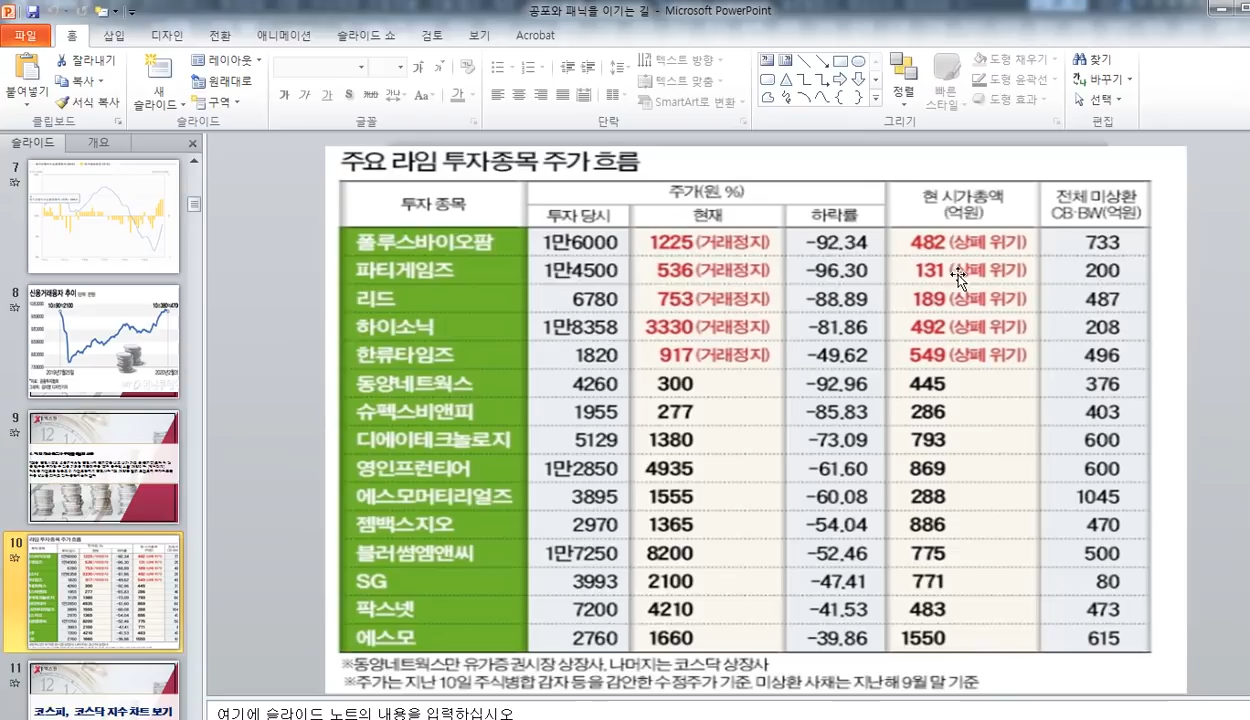 공포와 패닉을 이기는 길 - Microsoft PowerPoint
파일 홈 삽입 디자인 전환 애니메이션 슬라이드 쇼 검토 보기 Acrobat
붙여넣기
잘라내기
복사
서식 복사
클립보드
새 슬라이드
레이아웃
원래대로
구역
슬라이드
글꼴
텍스트 방향
텍스트 맞춤
SmartArt로 변환
단락
정렬
빠른 스타일
도형 채우기
도형 윤곽선
도형 효과
그리기
찾기
바꾸기
선택
편집
슬라이드 개요
7
8
신용거래융자 추이
9
10
라임 투자종목 주가 흐름
11
코스피, 코스닥 지수 차트 보기
주요 라임 투자종목 주가 흐름
투자 종목 주가(원, %) 현 시가총액 (억원) 전체 미상환 CB·BW(억원)
투자 당시 현재 하락률
폴루스바이오팜 1만6000 1225 (거래정지) -92.34 482 (상폐 위기) 733
파티게임즈 1만4500 536 (거래정지) -96.30 131 (상폐 위기) 200
리드 6780 753 (거래정지) -88.89 189 (상폐 위기) 487
하이소닉 1만8358 3330 (거래정지) -81.86 492 (상폐 위기) 208
한류타임즈 1820 917 (거래정지) -49.62 549 (상폐 위기) 496
동양네트웍스 4260 300 -92.96 445 376
슈펙스비앤피 1955 277 -85.83 286 403
디에이테크놀로지 5129 1380 -73.09 793 600
영인프런티어 1만2850 4935 -61.60 869 600
에스모머티리얼즈 3895 1555 -60.08 288 1045
젬백스지오 2970 1365 -54.04 886 470
블러썸엠앤씨 1만7250 8200 -52.46 775 500
SG 3993 2100 -47.41 771 80
팍스넷 7200 4210 -41.53 483 473
에스모 2760 1660 -39.86 1550 615
※동양네트웍스만 유가증권시장 상장사, 나머지는 코스닥 상장사
※주가는 지난 10일 주식병합 감자 등을 감안한 수정주가 기준. 미상환 사채는 지난해 9월 말 기준
여기에 슬라이드 노트의 내용을 입력하십시오